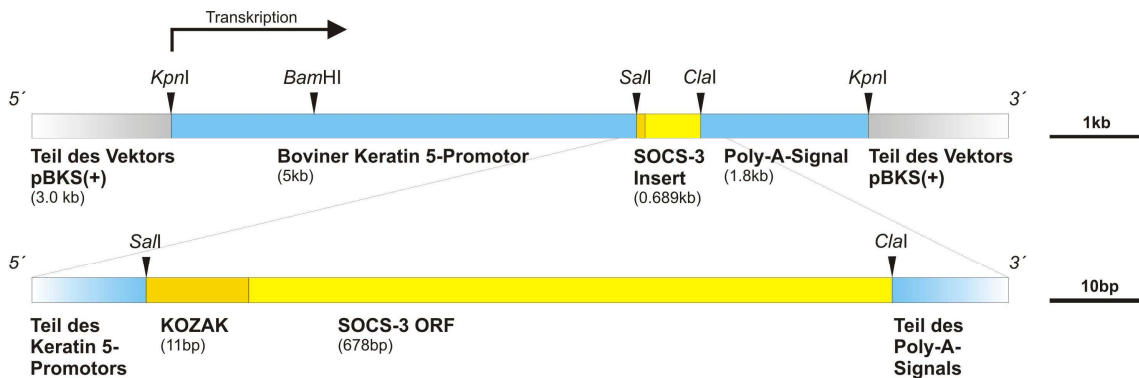 Transkription
KpnI BamHI SalI ClaI KpnI
5´ 3´
1kb
Teil des Vektors pBKS(+) (3.0 kb)
Boviner Keratin 5-Promotor (5kb)
SOCS-3 Insert (0.689kb)
Poly-A-Signal (1.8kb)
Teil des Vektors pBKS(+)
SalI ClaI
5´ 3´
10bp
Teil des Keratin 5-Promotors
KOZAK (11bp)
SOCS-3 ORF (678bp)
Teil des Poly-A-Signals